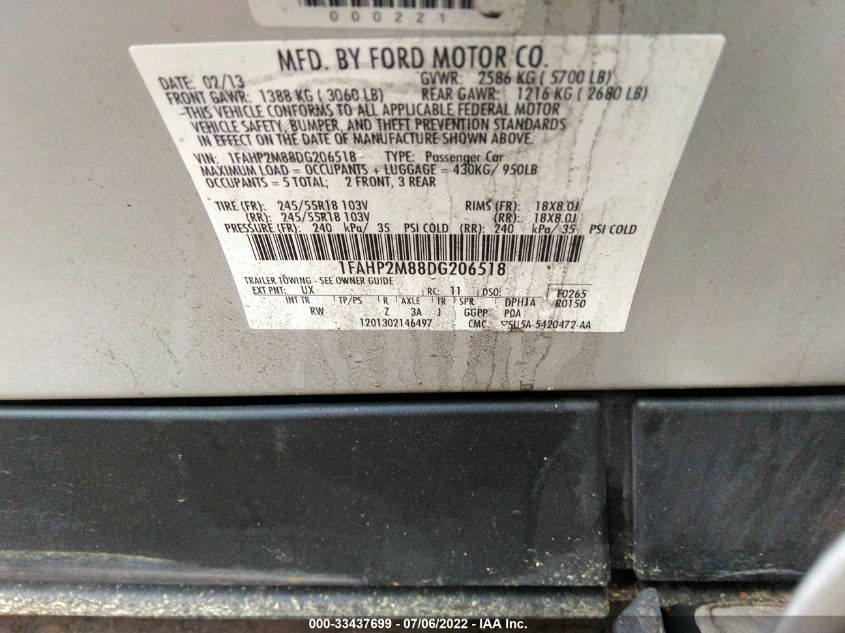 000221
MFD. BY FORD MOTOR CO.
DATE: 02/13 GVWR: 2586 KG ( 5700 LB)
FRONT GAWR: 1388 KG ( 3060 LB) REAR GAWR: 1216 KG ( 2680 LB)
THIS VEHICLE CONFORMS TO ALL APPLICABLE FEDERAL MOTOR
VEHICLE SAFETY, BUMPER, AND THEFT PREVENTION STANDARDS
IN EFFECT ON THE DATE OF MANUFACTURE SHOWN ABOVE.
VIN: 1FAHP2M88DG206518 TYPE: Passenger Car
MAXIMUM LOAD = OCCUPANTS + LUGGAGE = 430KG/ 950LB
OCCUPANTS = 5 TOTAL; 2 FRONT, 3 REAR
TIRE (FR): 245/55R18 103V RIMS (FR): 18X8.0J
(RR): 245/55R18 103V (RR): 18X8.0J
PRESSURE (FR): 240 kPa/ 35 PSI COLD (RR): 240 kPa/ 35 PSI COLD
1FAHP2M88DG206518
TRAILER TOWING - SEE OWNER GUIDE
EXT PNT: UX RC: 11 DSO: F0265
INT TR TP/PS R AXLE TR SPR DPH1A R0150
RW Z 3A J GGPP P0A
1201302146497 CMC 5U5A-5420472-AA
000-33437699 - 07/06/2022 - © IAA Inc.